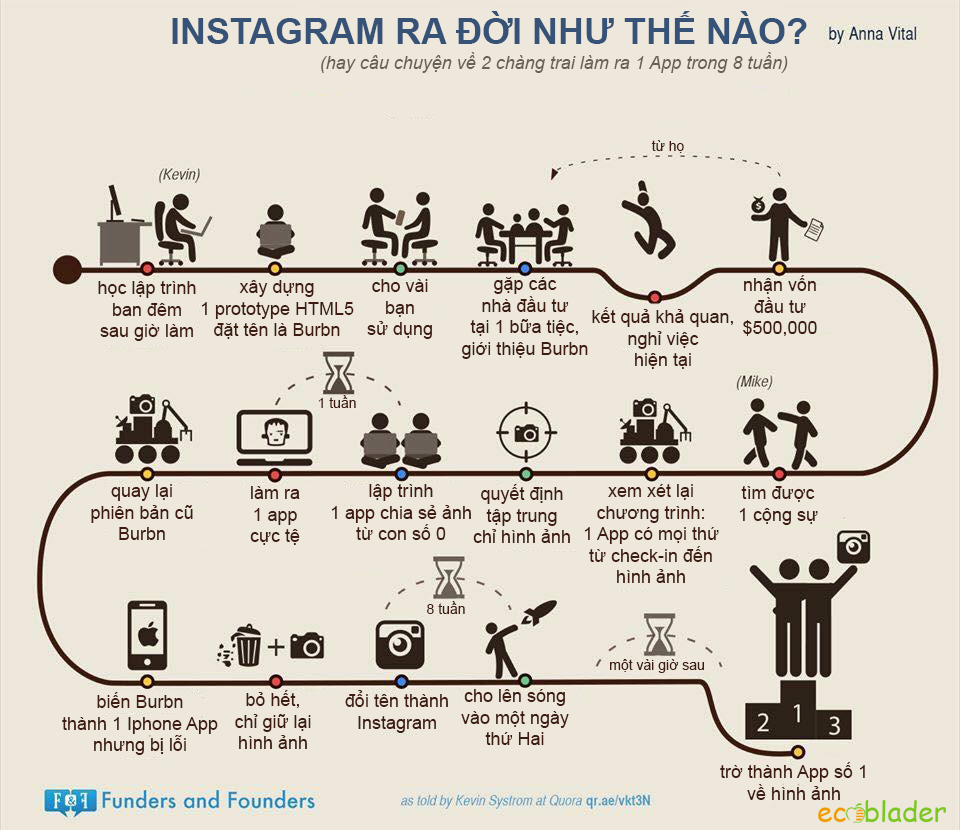 INSTAGRAM RA ĐỜI NHƯ THẾ NÀO?
by Anna Vital
(hay câu chuyện về 2 chàng trai làm ra 1 App trong 8 tuần)
từ họ
(Kevin)
$
học lập trình
ban đêm
sau giờ làm
xây dựng
1 prototype HTML5
đặt tên là Burbn
cho vài
bạn
sử dụng
gặp các
nhà đầu tư
tại 1 bữa tiệc,
giới thiệu Burbn
kết quả khả quan,
nghỉ việc
hiện tại
nhận vốn
đầu tư
$500,000
(Mike)
tìm được
1 cộng sự
xem xét lại
chương trình:
1 App có mọi thứ
từ check-in đến
hình ảnh
quyết định
tập trung
chỉ hình ảnh
1 tuần
lập trình
1 app chia sẻ ảnh
từ con số 0
làm ra
1 app
cực tệ
quay lại
phiên bản cũ
Burbn
biến Burbn
thành 1 Iphone App
nhưng bị lỗi
+
bỏ hết,
chỉ giữ lại
hình ảnh
8 tuần
đổi tên thành
Instagram
cho lên sóng
vào một ngày
thứ Hai
một vài giờ sau
2 1 3
trờ thành App số 1
về hình ảnh
F&F Funders and Founders
as told by Kevin Systrom at Quora qr.ae/vkt3N
ecoblader